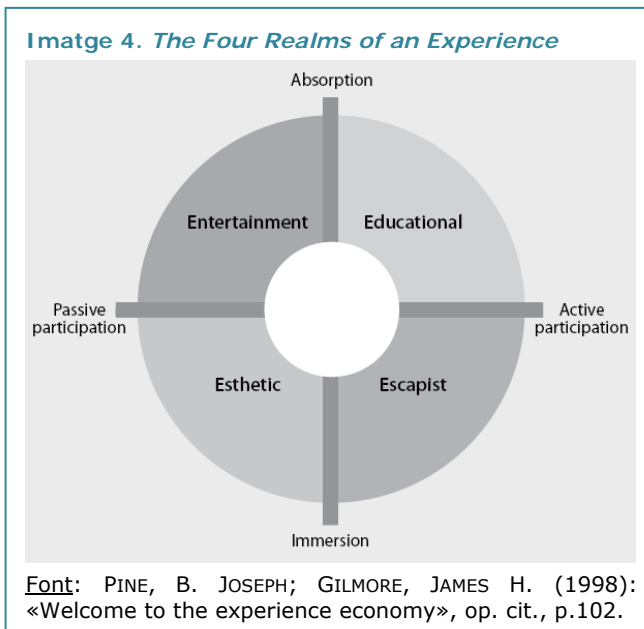 Imatge 4. The Four Realms of an Experience
Absorption
Entertainment
Educational
Passive
participation
Active
participation
Esthetic
Escapist
Immersion
Font: PINE, B. JOSEPH; GILMORE, JAMES H. (1998):
«Welcome to the experience economy», op. cit., p.102.